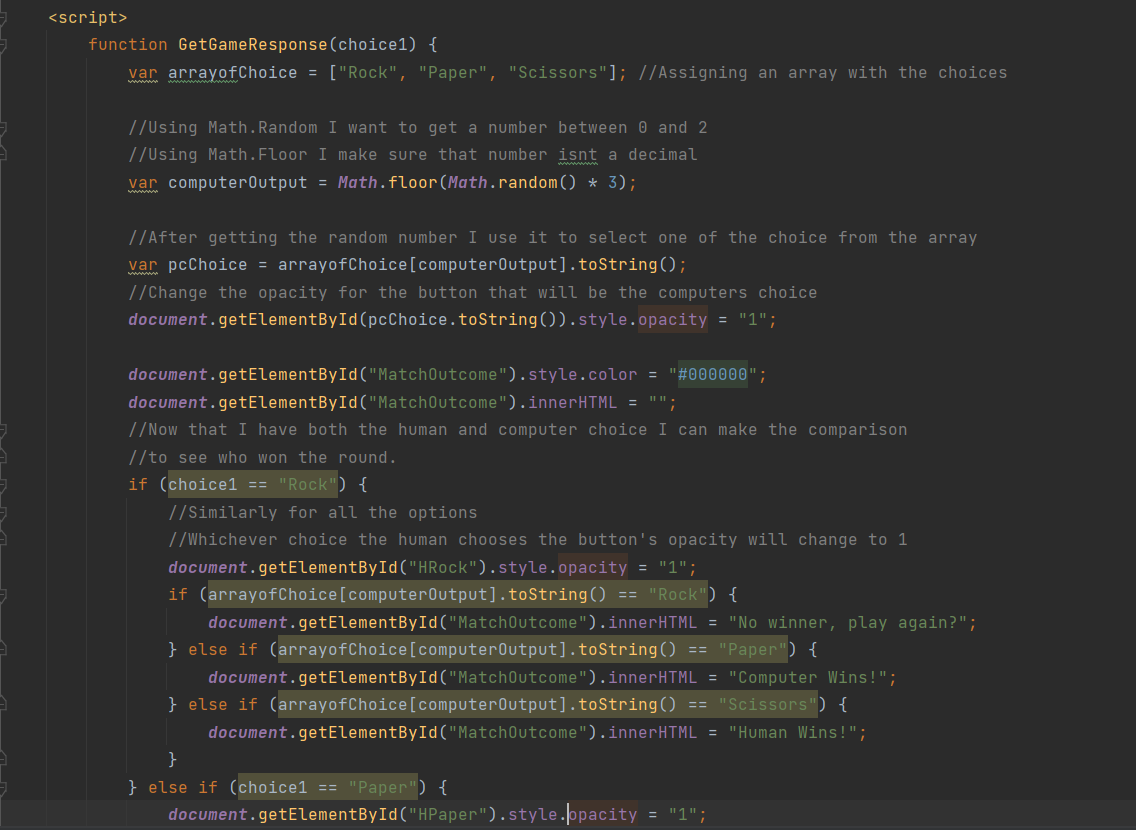 <script>
function GetGameResponse(choice1) {
var arrayofChoice = ["Rock", "Paper", "Scissors"]; //Assigning an array with the choices
//Using Math.Random I want to get a number between 0 and 2
//Using Math.Floor I make sure that number isnt a decimal
var computerOutput = Math.floor(Math.random() * 3);
//After getting the random number I use it to select one of the choice from the array
var pcChoice = arrayofChoice[computerOutput].toString();
//Change the opacity for the button that will be the computers choice
document.getElementById(pcChoice.toString()).style.opacity = "1";
document.getElementById("MatchOutcome").style.color = "#000000";
document.getElementById("MatchOutcome").innerHTML = "";
//Now that I have both the human and computer choice I can make the comparison
//to see who won the round.
if (choice1 == "Rock") {
//Similarly for all the options
//Whichever choice the human chooses the button's opacity will change to 1
document.getElementById("HRock").style.opacity = "1";
if (arrayofChoice[computerOutput].toString() == "Rock") {
document.getElementById("MatchOutcome").innerHTML = "No winner, play again?";
} else if (arrayofChoice[computerOutput].toString() == "Paper") {
document.getElementById("MatchOutcome").innerHTML = "Computer Wins!";
} else if (arrayofChoice[computerOutput].toString() == "Scissors") {
document.getElementById("MatchOutcome").innerHTML = "Human Wins!";
}
} else if (choice1 == "Paper") {
document.getElementById("HPaper").style.opacity = "1";